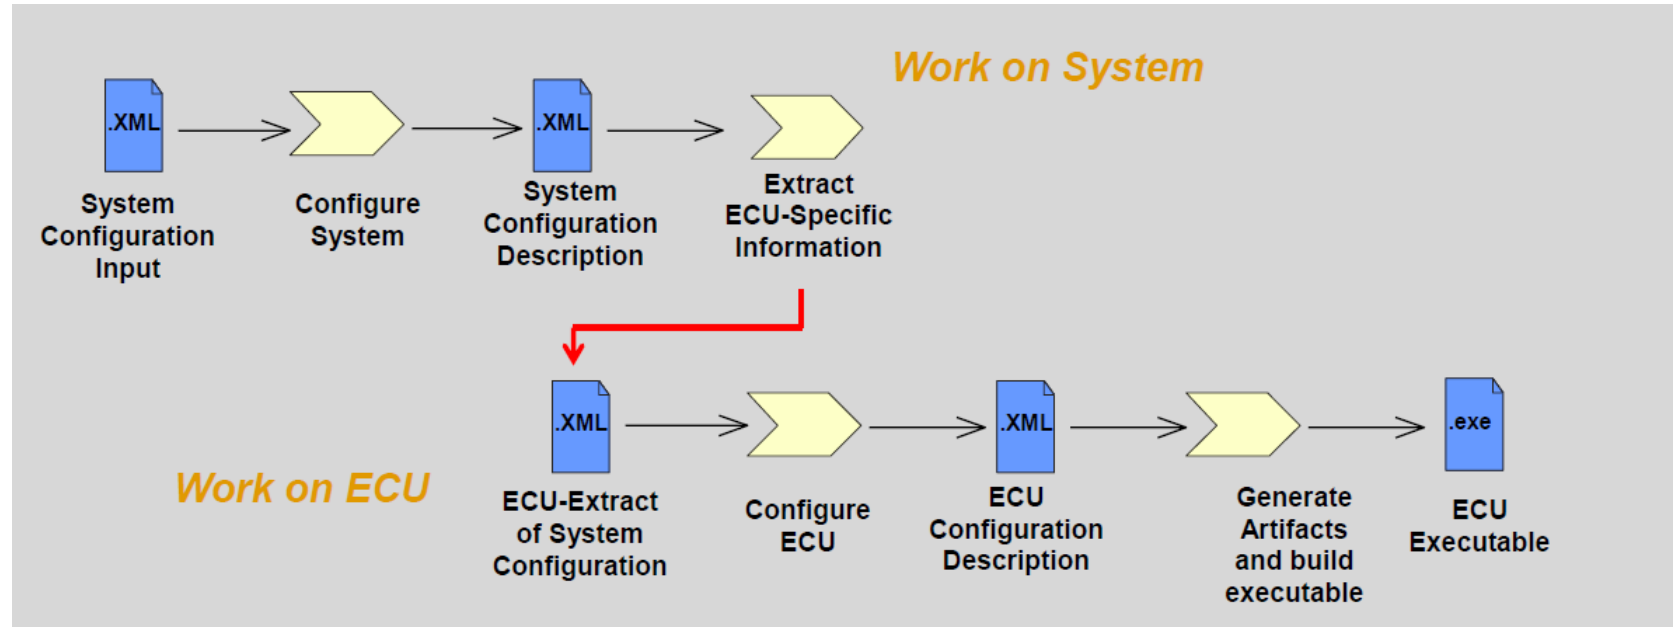 Work on System
.XML
.XML
System
Configuration
Input
Configure
System
System
Configuration
Description
Extract
ECU-Specific
Information
Work on ECU
.XML
.XML
.exe
ECU-Extract
of System
Configuration
Configure
ECU
ECU
Configuration
Description
Generate
Artifacts
and build
executable
ECU
Executable